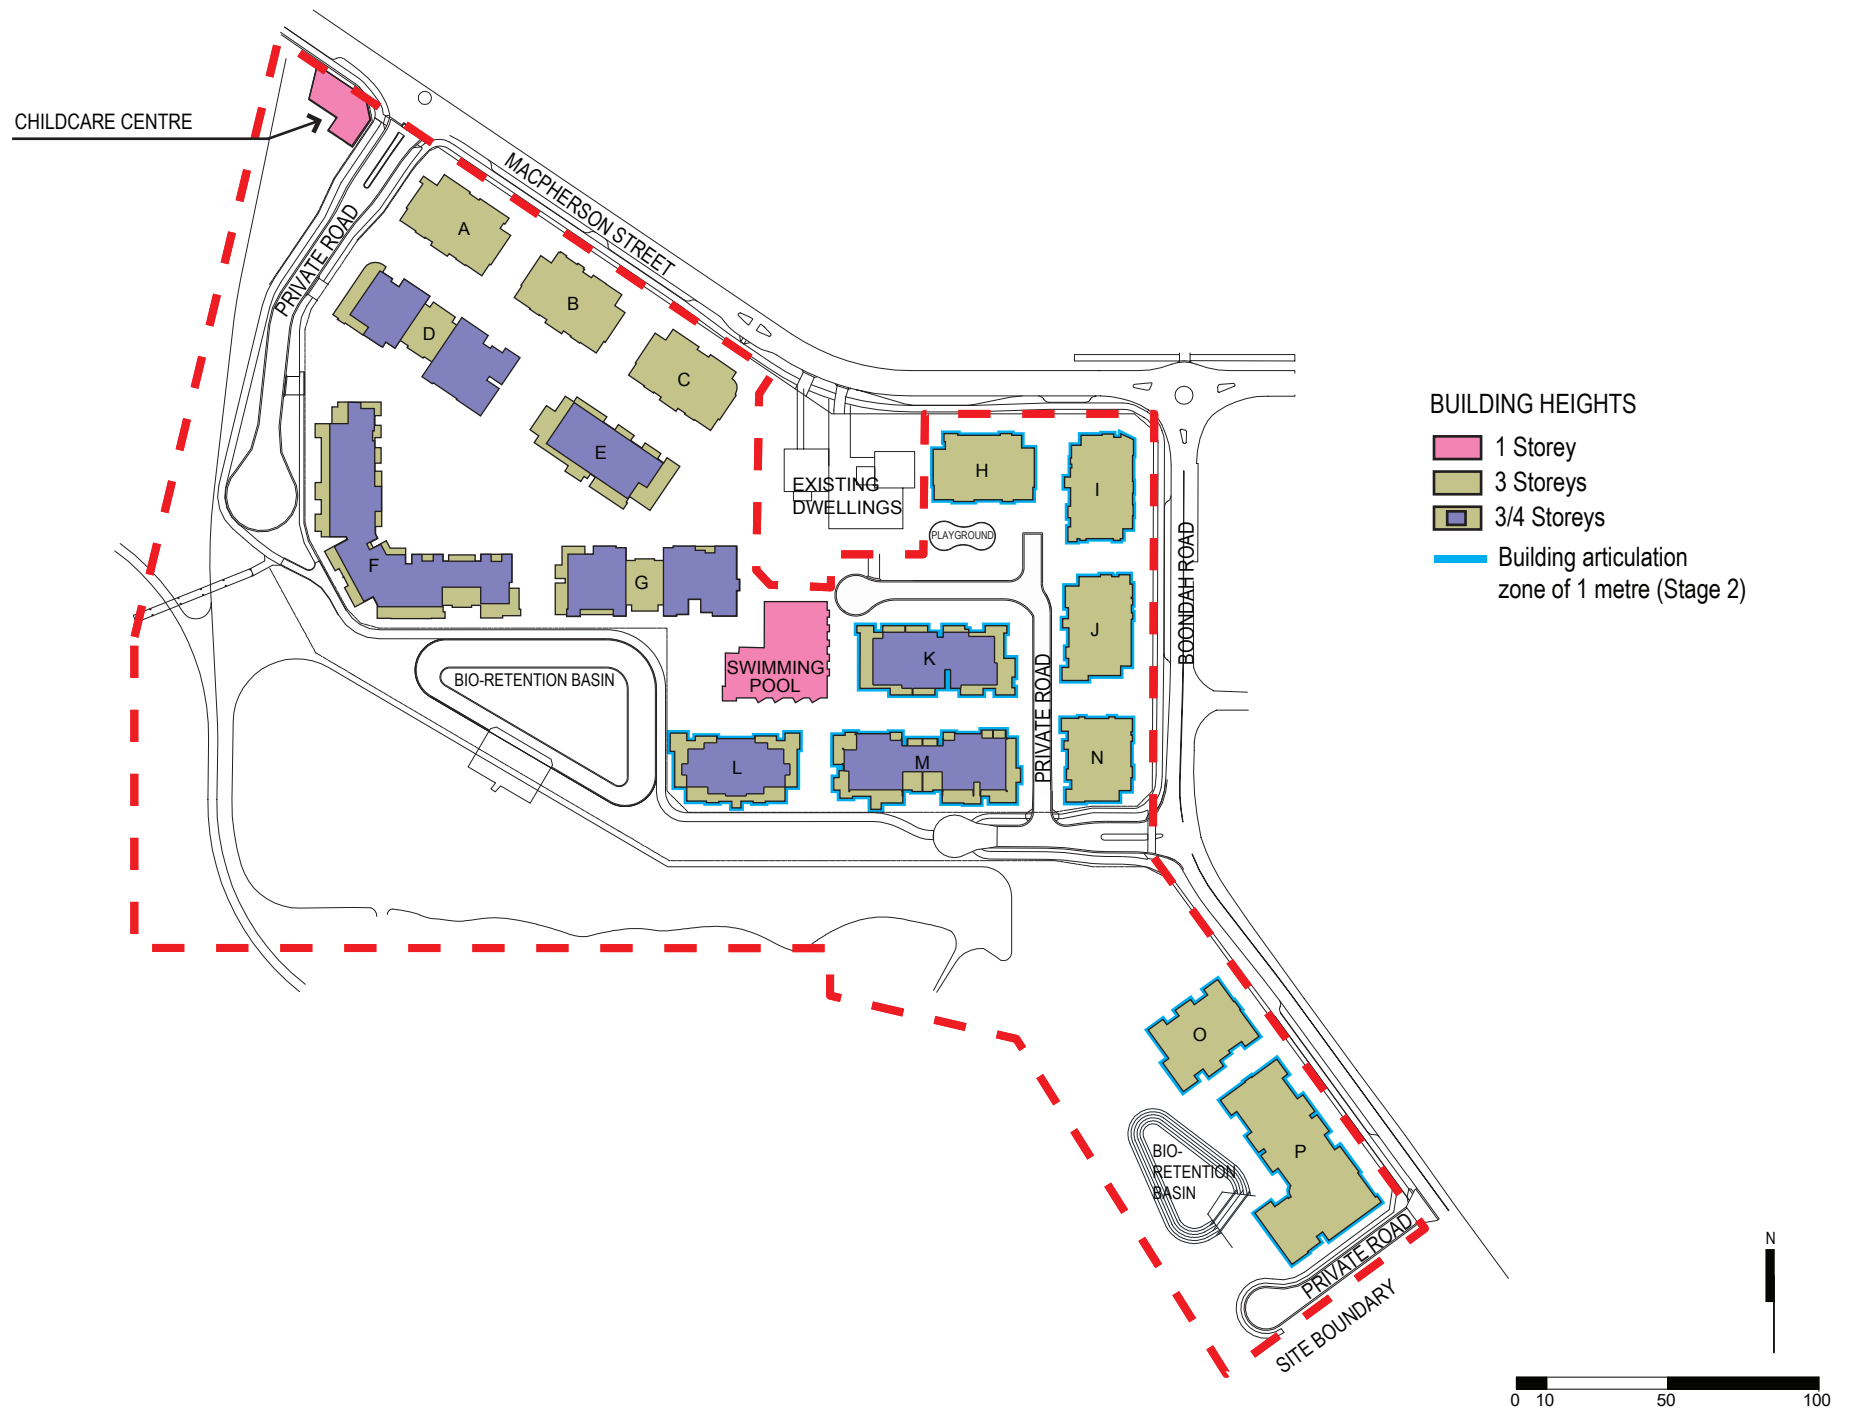 CHILDCARE CENTRE
MACPHERSON STREET
PRIVATE ROAD
A
B
C
D
E
F
G
EXISTING
DWELLINGS
H
I
PLAYGROUND
BOONDAH ROAD
J
K
SWIMMING
POOL
BIO-RETENTION BASIN
PRIVATE ROAD
L
M
N
O
P
BIO-
RETENTION
BASIN
PRIVATE ROAD
SITE BOUNDARY
BUILDING HEIGHTS
1 Storey
3 Storeys
3/4 Storeys
Building articulation
zone of 1 metre (Stage 2)
N
0 10 50 100